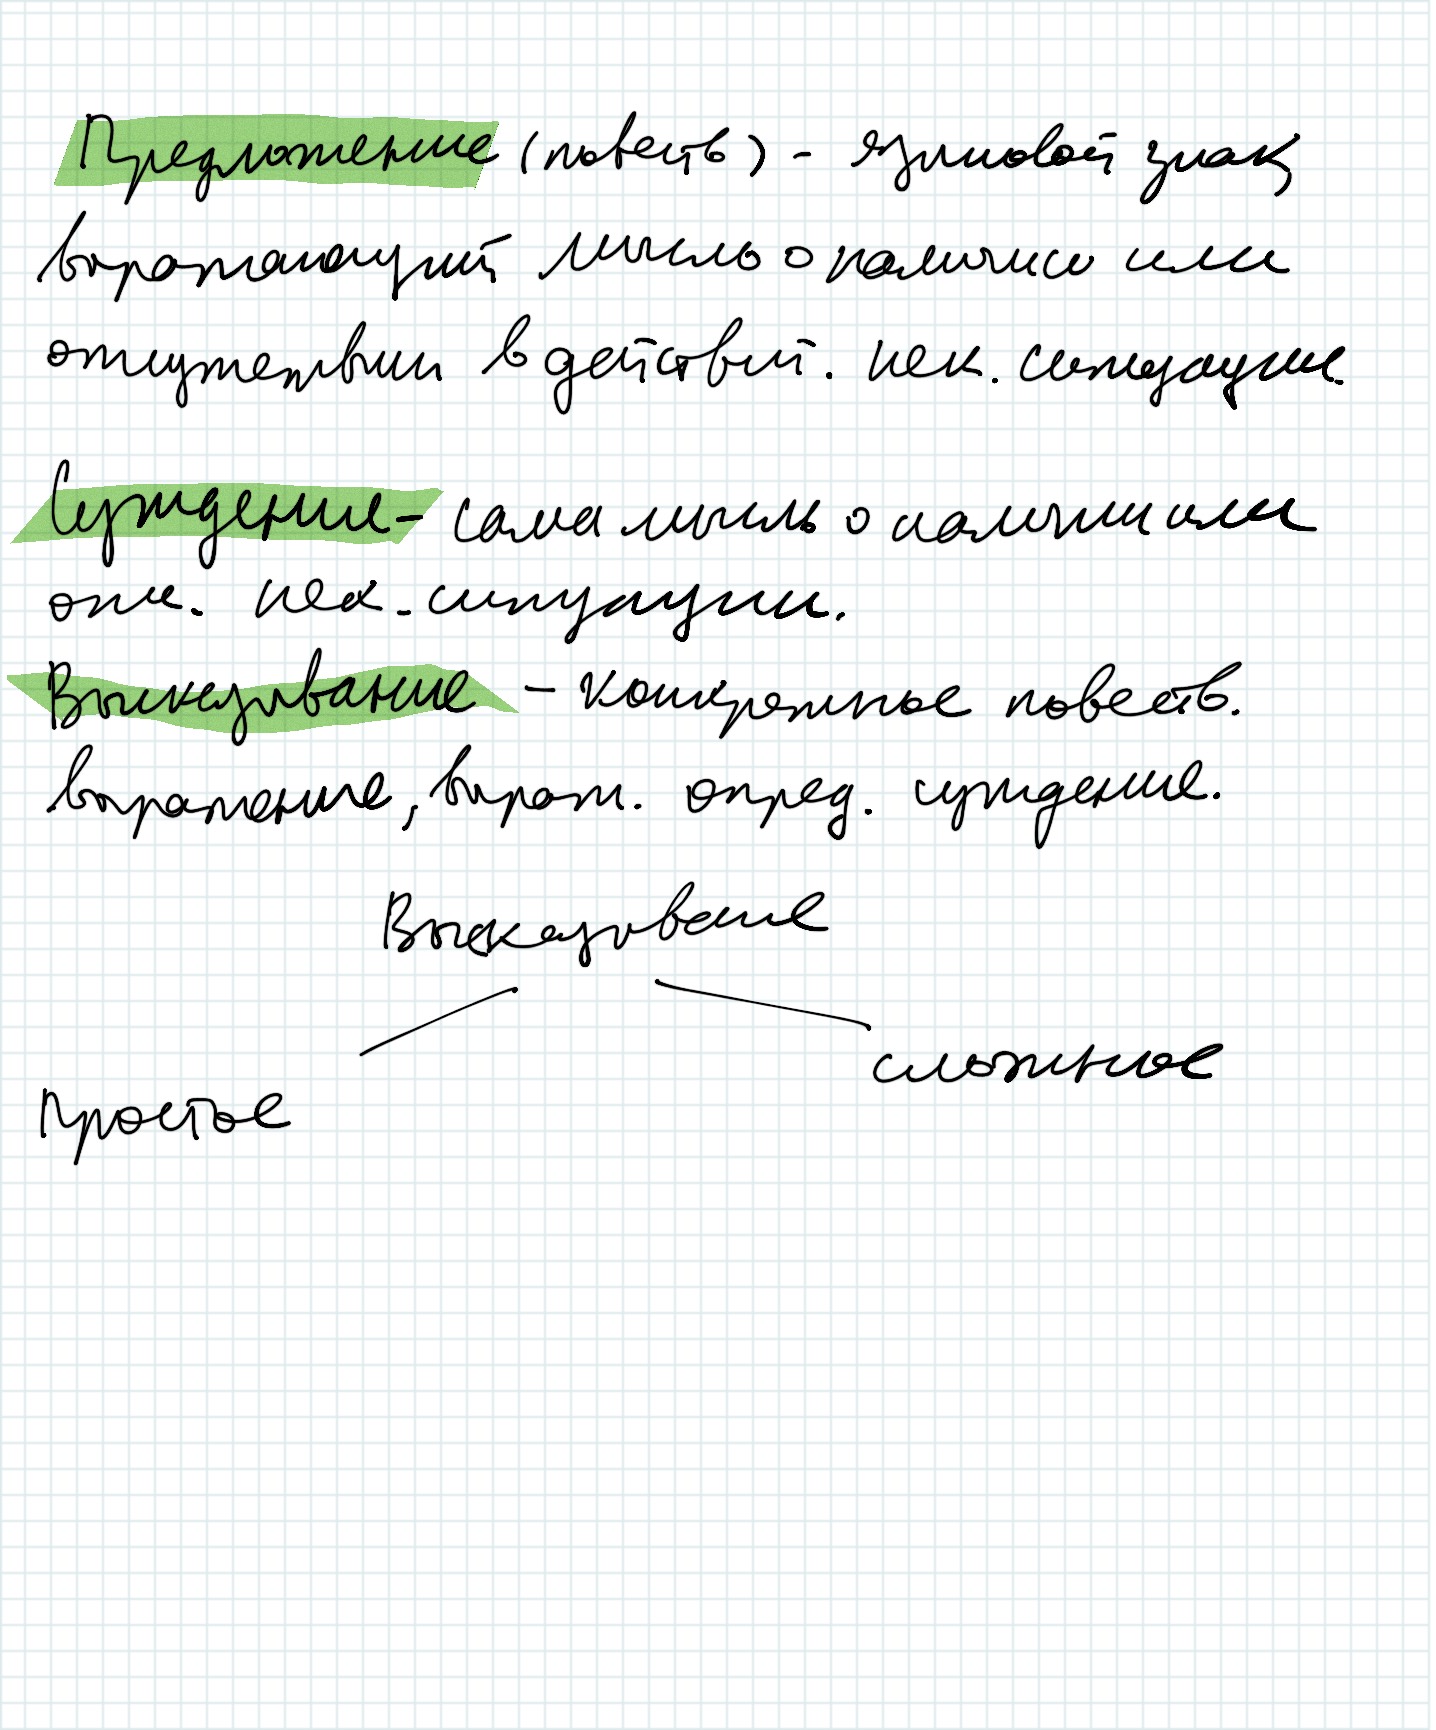 Предложение (повеств) - языковой знак,
выражающий мысль о наличии или
отсутствии в действит. нек. ситуации.
Суждение - сама мысль о наличии или
отс. нек. ситуации.
Высказывание - конкретное повеств.
выражение, выраж. опред. суждение.
Высказывание
сложное
Простое